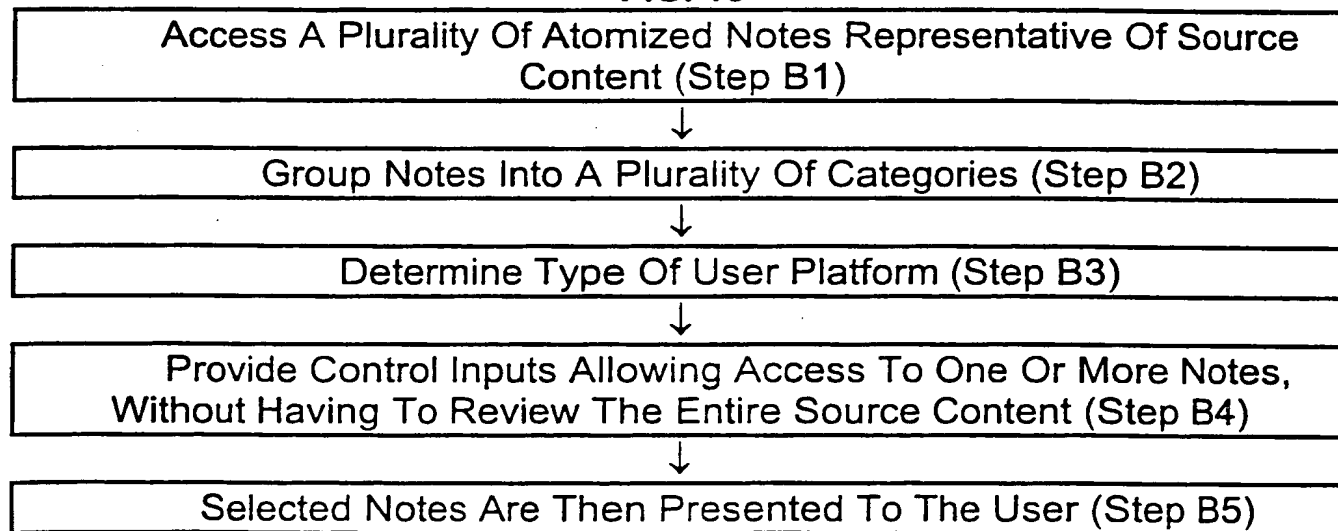 Access A Plurality Of Atomized Notes Representative Of Source
Content (Step B1)
↓
Group Notes Into A Plurality Of Categories (Step B2)
↓
Determine Type Of User Platform (Step B3)
↓
Provide Control Inputs Allowing Access To One Or More Notes,
Without Having To Review The Entire Source Content (Step B4)
↓
Selected Notes Are Then Presented To The User (Step B5)